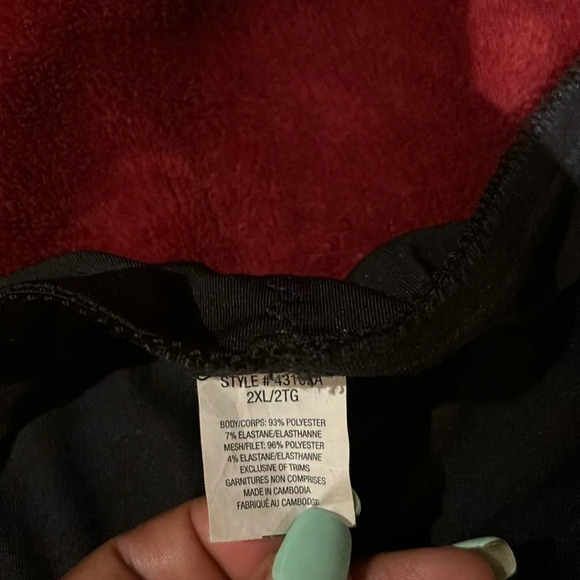 STYLE #
2XL/2TG
BODY/CORPS: 93% POLYESTER
7% ELASTANE/ELASTHANNE
MESH/FILET: 96% POLYESTER
4% ELASTANE/ELASTHANNE
EXCLUSIVE OF TRIMS
GARNITURES NON COMPRISES
MADE IN CAMBODIA
FABRIQUÉ AU CAMBODGE